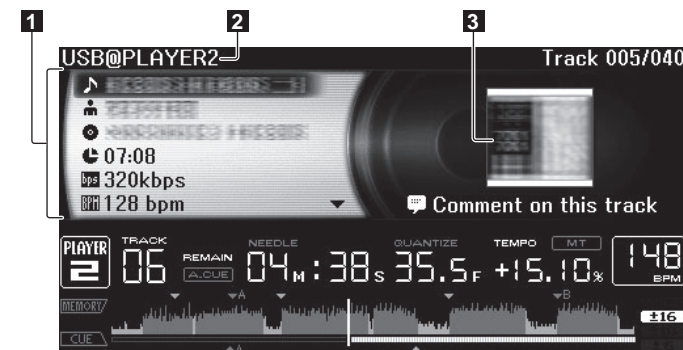 1 2 3
USB@PLAYER2 Track 005/040
07:08
bps 320kbps
BPM 128 bpm Comment on this track
PLAYER 2 TRACK 06 REMAIN A.CUE NEEDLE 04M:38S QUANTIZE 35.5F TEMPO MT +15.10% 148 BPM
MEMORY A B
±16
CUE
A